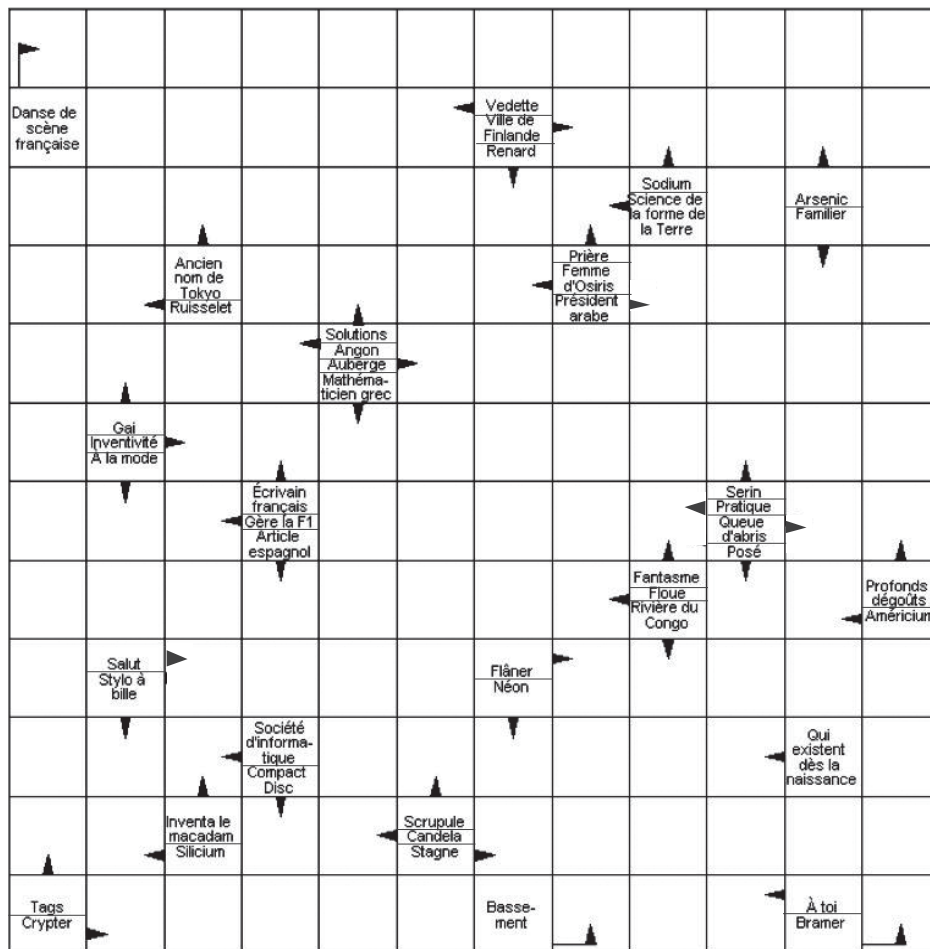 Danse de
scène
française
Vedette
Ville de
Finlande
Renard
Sodium
Science de
la forme de
la Terre
Arsenic
Familier
Ancien
nom de
Tokyo
Ruisselet
Prière
Femme
d'Osiris
Président
arabe
Solutions
Angon
Auberge
Mathéma-
ticien grec
Gai
Inventivité
À la mode
Écrivain
français
Gère la F1
Article
espagnol
Serin
Pratique
Queue
d'abris
Posé
Fantasme
Floue
Rivière du
Congo
Profonds
dégoûts
Américium
Salut
Stylo à
bille
Flâner
Néon
Société
d'informa-
tique
Compact
Disc
Qui
existent
dès la
naissance
Inventa le
macadam
Silicium
Scrupule
Candela
Stagne
Tags
Crypter
Basse-
ment
À toi
Bramer